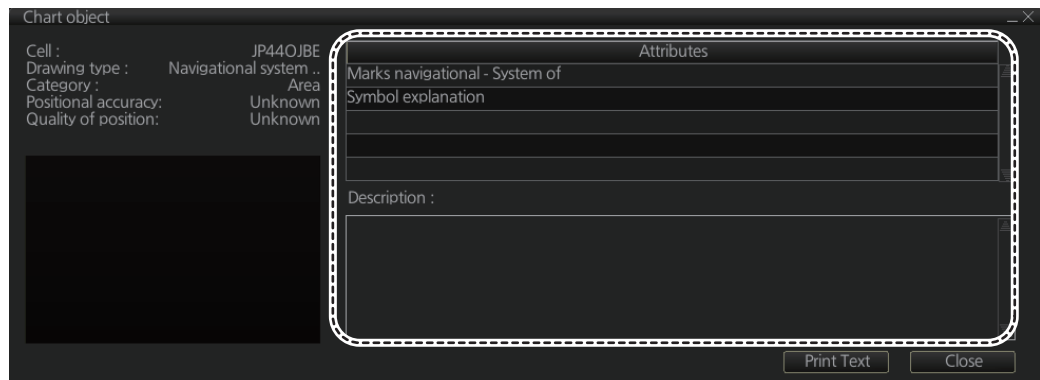 Chart object
Cell : JP44OJBE
Drawing type : Navigational system ..
Category : Area
Positional accuracy: Unknown
Quality of position: Unknown
Attributes
Marks navigational - System of
Symbol explanation
Description :
Print Text
Close